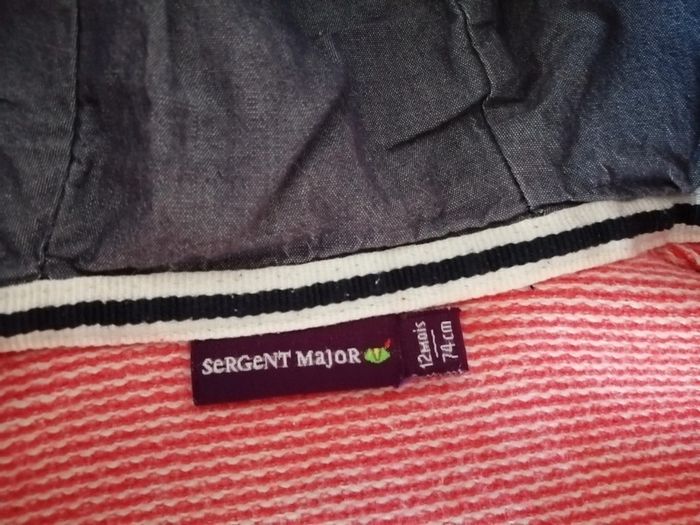 SeRGeNT MajoR
12 Mois
74 CM